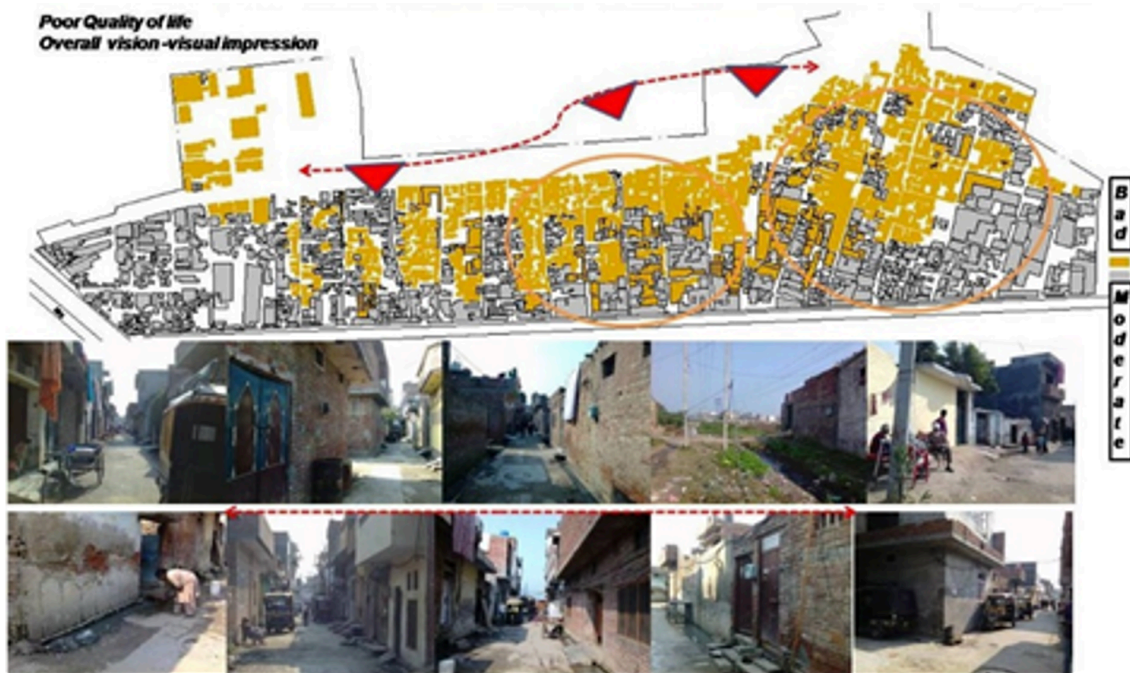 Poor Quality of life
Overall vision -visual impression
Bad
Moderate